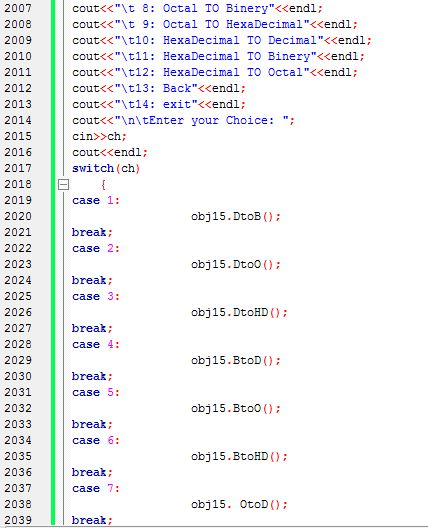 2007 cout<<"\t 8: Octal TO Binery"<<endl;
2008 cout<<"\t 9: Octal TO HexaDecimal"<<endl;
2009 cout<<"\t10: HexaDecimal TO Decimal"<<endl;
2010 cout<<"\t11: HexaDecimal TO Binery"<<endl;
2011 cout<<"\t12: HexaDecimal TO Octal"<<endl;
2012 cout<<"\t13: Back"<<endl;
2013 cout<<"\t14: exit"<<endl;
2014 cout<<"\n\tEnter your Choice: ";
2015 cin>>ch;
2016 cout<<endl;
2017 switch(ch)
2018 {
2019 case 1:
2020 obj15.DtoB();
2021 break;
2022 case 2:
2023 obj15.DtoO();
2024 break;
2025 case 3:
2026 obj15.DtoHD();
2027 break;
2028 case 4:
2029 obj15.BtoD();
2030 break;
2031 case 5:
2032 obj15.BtoO();
2033 break;
2034 case 6:
2035 obj15.BtoHD();
2036 break;
2037 case 7:
2038 obj15. OtoD();
2039 break;